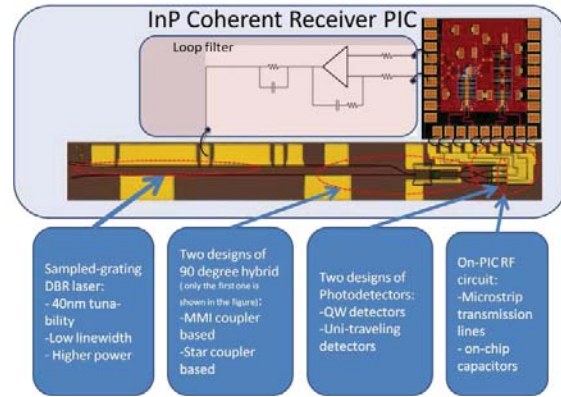 InP Coherent Receiver PIC
Loop filter
Sampled-grating
DBR laser:
- 40nm tuna-
bility
-Low linewidth
- Higher power
Two designs of
90 degree hybrid
( only the first one is
shown in the figure):
-MMI coupler
based
-Star coupler
based
Two designs of
Photodetectors:
-QW detectors
-Uni-traveling
detectors
On-PIC RF
circuit:
-Microstrip
transmission
lines
- on-chip
capacitors